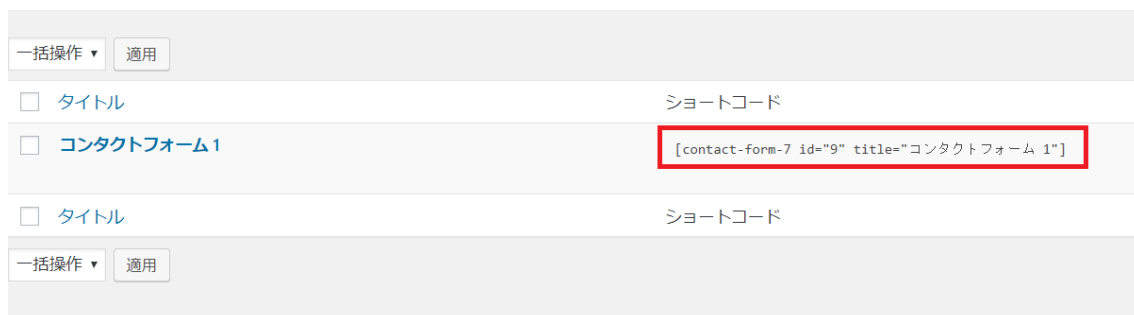 一括操作 ▼ 適用
タイトル ショートコード
コンタクトフォーム 1 [contact-form-7 id="9" title="コンタクトフォーム 1"]
タイトル ショートコード
一括操作 ▼ 適用